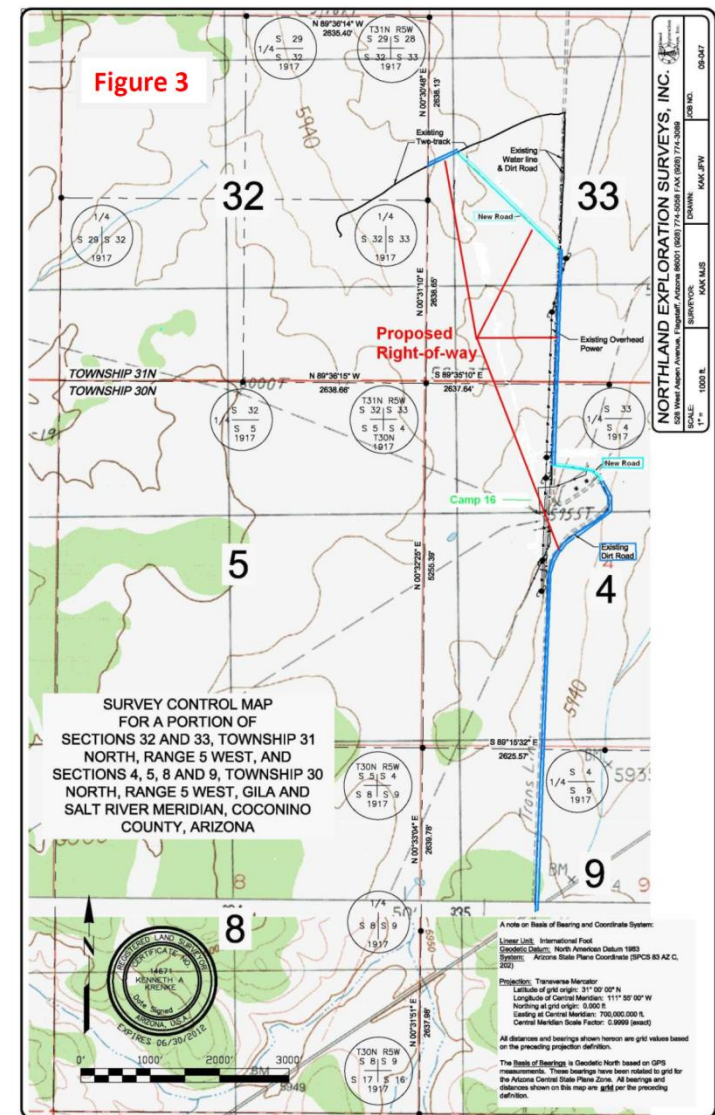 Figure 3
N 89°36'14" W
2635.40'
S 29
1/4
S 32
1917
T31N R5W
S 29 S 28
S 32 S 33
1917
N 00°30'48" E
2638.13'
5940
Existing
Two-track
Existing
Water line
& Dirt Road
32
33
1/4
S 29 S 32
1917
1/4
S 32 S 33
1917
New Road
N 00°31'10" E
2638.65'
Proposed
Right-of-way
Existing Overhead
Power
TOWNSHIP 31N
TOWNSHIP 30N
N 89°36'15" W
2638.66'
S 89°35'10" E
2637.64'
S 32
1/4
S 5
1917
T31N R5W
S 32 S 33
S 5 S 4
T30N
1917
S 33
1/4
S 4
1917
New Road
Camp 16
Existing
Dirt Road
5
4
N 00°32'25" E
5255.39'
5940
SURVEY CONTROL MAP
FOR A PORTION OF
SECTIONS 32 AND 33, TOWNSHIP 31
NORTH, RANGE 5 WEST, AND
SECTIONS 4, 5, 8 AND 9, TOWNSHIP 30
NORTH, RANGE 5 WEST, GILA AND
SALT RIVER MERIDIAN, COCONINO
COUNTY, ARIZONA
S 89°15'32" E
2625.57'
T30N R5W
S 5 S 4
S 8 S 9
1917
S 4
1/4
S 9
1917
BM
5935
N 00°33'04" E
2639.78'
8
BM
9
8
1/4
S 8 S 9
1917
5950
N
REGISTERED LAND SURVEYOR
CERTIFICATE NO.
14671
KENNETH A
KRENKE
Date Signed
ARIZONA, U.S.A.
EXPIRES 06/30/2012
N 00°31'51" E
2637.98'
0' 1000' 2000' 3000'
BM
5949
T30N R5W
S 8 S 9
S 17 S 16
1917
A note on Basis of Bearing and Coordinate System:
Linear Unit: International Foot
Geodetic Datum: North American Datum 1983
System: Arizona State Plane Coordinate (SPCS 83 AZ C,
202)
Projection: Transverse Mercator
Latitude of grid origin: 31° 00' 00" N
Longitude of Central Meridian: 111° 55' 00" W
Northing at grid origin: 0.000 ft
Easting at Central Meridian: 700,000.000 ft
Central Meridian Scale Factor: 0.9999 (exact)
All distances and bearings shown hereon are grid values based
on the preceding projection definition.
The Basis of Bearings is Geodetic North based on GPS
measurements. These bearings have been rotated to grid for
the Arizona Central State Plane Zone. All bearings and
distances shown on this map are grid per the preceding
definition.
NORTHLAND EXPLORATION SURVEYS, INC.
528 West Aspen Avenue, Flagstaff, Arizona 86001 (928) 774-5058 FAX (928) 774-3089
SCALE:
1" = 1000 ft.
SURVEYOR:
KAK MJS
DRAWN:
KAK JFW
JOB NO.
09-047